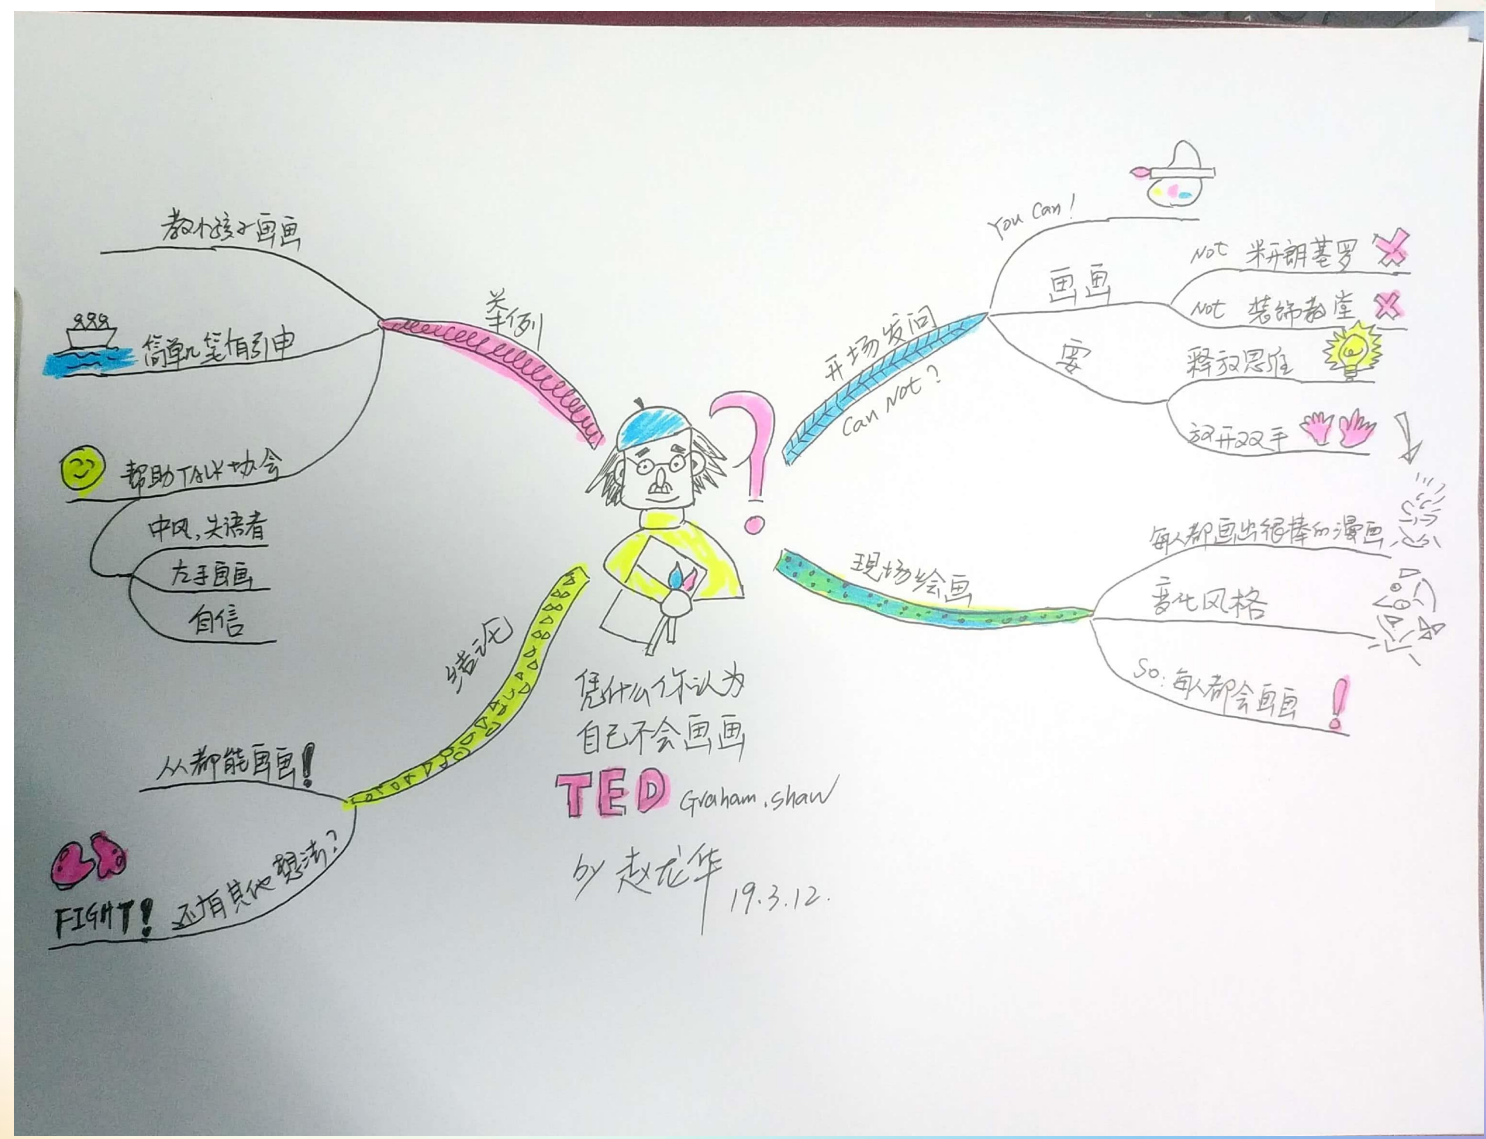 凭什么你认为
自己不会画画
TED Graham.shaw
by 赵龙华
19.3.12.
开场发问
Can Not?
You Can!
画画
Not 米开朗基罗
Not 装饰教堂
要
释放思维
放开双手
现场绘画
每人都画出很棒的漫画
变化风格
So: 每人都会画画
结论
人人都能画画!
还有其他想法?
FIGHT!
举例
教小孩子画画
简单几笔有引申
帮助TALK协会
中风,失语者
左手画画
自信